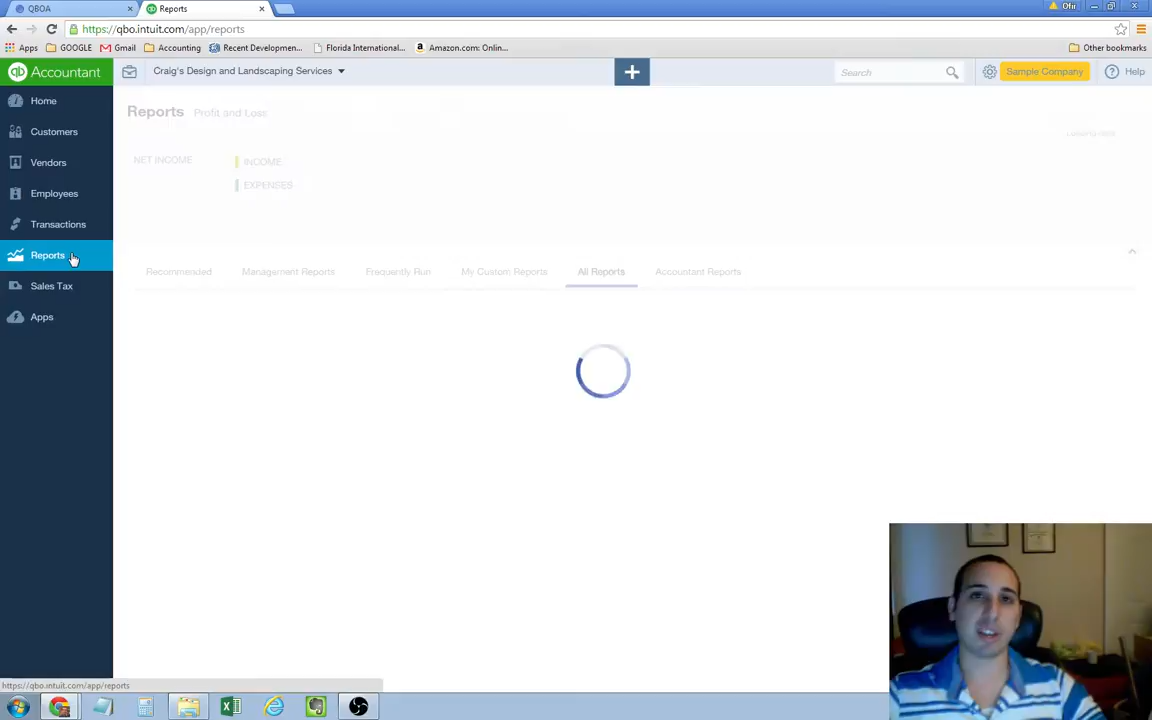 QBOA
Reports
Ofir
https://qbo.intuit.com/app/reports
Apps
GOOGLE
Gmail
Accounting
Recent Developmen...
Florida International...
Amazon.com: Onlin...
Other bookmarks
qb Accountant
Craig's Design and Landscaping Services
Search
Sample Company
Help
Home
Customers
Vendors
Employees
Transactions
Reports
Sales Tax
Apps
Reports Profit and Loss
NET INCOME
INCOME
EXPENSES
Recommended
Management Reports
Frequently Run
My Custom Reports
All Reports
Accountant Reports
https://qbo.intuit.com/app/reports